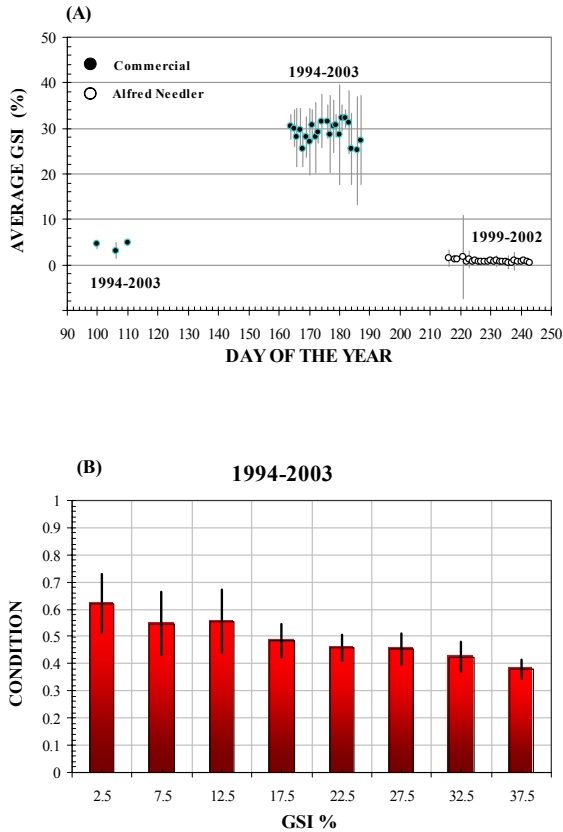 (A)
50
40
30
20
10
0
AVERAGE GSI (%)
Commercial
Alfred Needler
1994-2003
1999-2002
1994-2003
90 100 110 120 130 140 150 160 170 180 190 200 210 220 230 240 250
DAY OF THE YEAR
(B)
1994-2003
1
0.9
0.8
0.7
0.6
0.5
0.4
0.3
0.2
0.1
0
CONDITION
2.5 7.5 12.5 17.5 22.5 27.5 32.5 37.5
GSI %